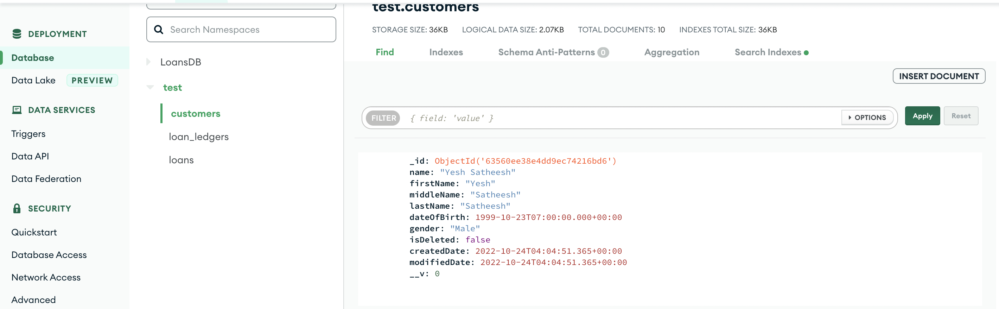 test.customers
DEPLOYMENT
Database
Data Lake PREVIEW
DATA SERVICES
Triggers
Data API
Data Federation
SECURITY
Quickstart
Database Access
Network Access
Advanced
Search Namespaces
LoansDB
test
customers
loan_ledgers
loans
STORAGE SIZE: 36KB LOGICAL DATA SIZE: 2.07KB TOTAL DOCUMENTS: 10 INDEXES TOTAL SIZE: 36KB
Find Indexes Schema Anti-Patterns 0 Aggregation Search Indexes
INSERT DOCUMENT
FILTER { field: 'value' } OPTIONS Apply Reset
_id: ObjectId('63560ee38e4dd9ec74216bd6')
name: "Yesh Satheesh"
firstName: "Yesh"
middleName: "Satheesh"
lastName: "Satheesh"
dateOfBirth: 1999-10-23T07:00:00.000+00:00
gender: "Male"
isDeleted: false
createdDate: 2022-10-24T04:04:51.365+00:00
modifiedDate: 2022-10-24T04:04:51.365+00:00
__v: 0